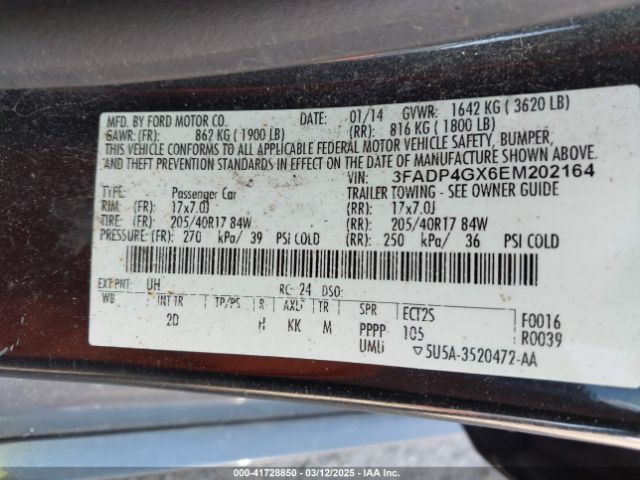 MFD. BY FORD MOTOR CO. DATE: 01/14 GVWR: 1642 KG ( 3620 LB)
GAWR: (FR): 862 KG ( 1900 LB) (RR): 816 KG ( 1800 LB)
THIS VEHICLE CONFORMS TO ALL APPLICABLE FEDERAL MOTOR VEHICLE SAFETY, BUMPER,
AND THEFT PREVENTION STANDARDS IN EFFECT ON THE DATE OF MANUFACTURE SHOWN ABOVE.
VIN: 3FADP4GX6EM202164
TYPE: Passenger Car TRAILER TOWING - SEE OWNER GUIDE
RIM: (FR): 17x7.0J (RR): 17x7.0J
TIRE: (FR): 205/40R17 84W (RR): 205/40R17 84W
PRESSURE: (FR): 270 kPa/ 39 PSI COLD (RR): 250 kPa/ 36 PSI COLD
EXT PNT: UH RC: 24 DSO:
WB INT TR TP/PS R AXLE TR SPR ECT2S F0016
2D H KK M PPPP 105 R0039
UMU ▽5U5A-3520472-AA
000-41728850 | 03/12/2025 | IAA Inc.